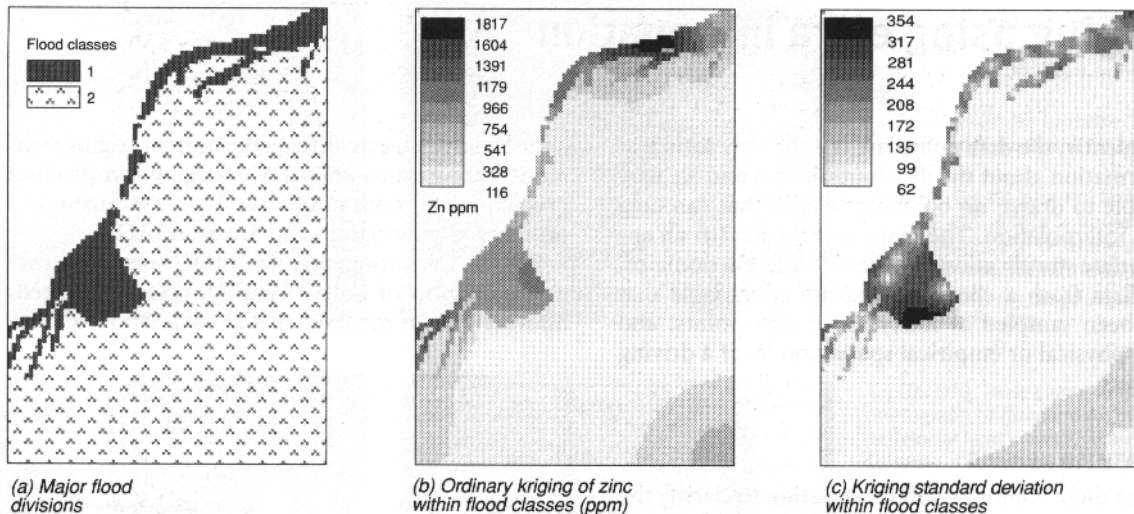 Flood classes
1
2
(a) Major flood
divisions
1817
1604
1391
1179
966
754
541
328
116
Zn ppm
(b) Ordinary kriging of zinc
within flood classes (ppm)
354
317
281
244
208
172
135
99
62
(c) Kriging standard deviation
within flood classes